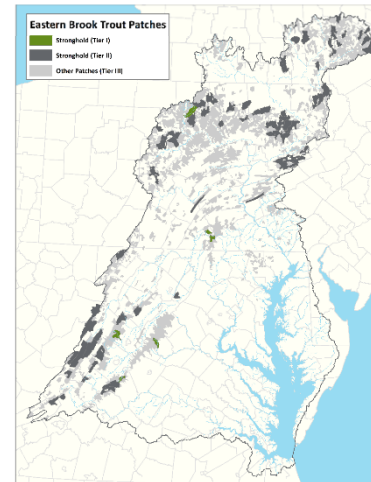 Eastern Brook Trout Patches
Stronghold (Tier I)
Stronghold (Tier II)
Other Patches (Tier III)